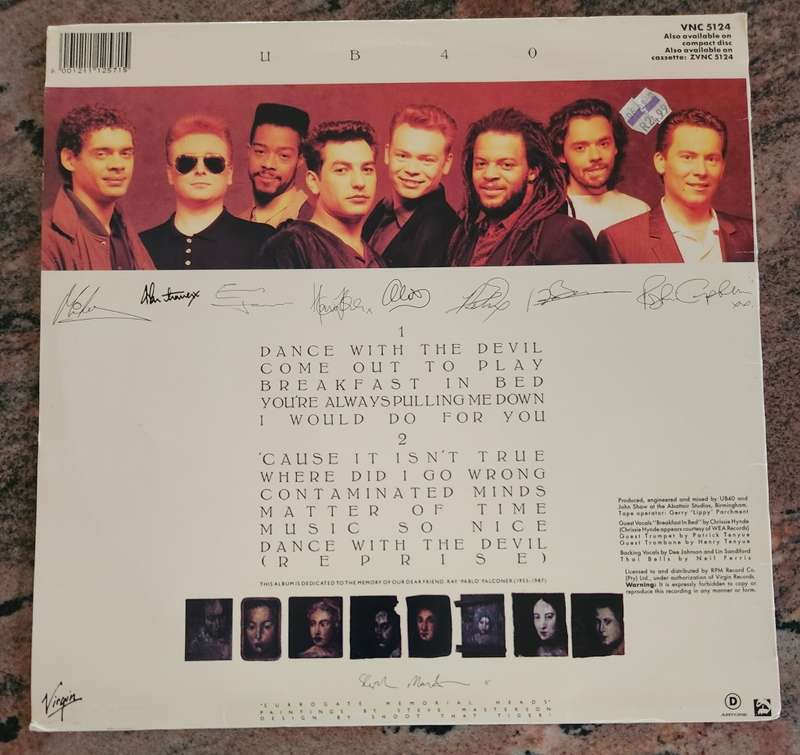 VNC 5124
Also available on
compact disc
Also available on
cassette: ZVNC 5124
6 001211 125715
U B 4 0
R2,99
1
DANCE WITH THE DEVIL
COME OUT TO PLAY
BREAKFAST IN BED
YOU'RE ALWAYS PULLING ME DOWN
I WOULD DO FOR YOU
2
'CAUSE IT ISN'T TRUE
WHERE DID I GO WRONG
CONTAMINATED MINDS
MATTER OF TIME
MUSIC SO NICE
DANCE WITH THE DEVIL
(REPRISE)
THIS ALBUM IS DEDICATED TO THE MEMORY OF OUR DEAR FRIEND, RAY 'PABLO' FALCONER (1955-1987)
Produced, engineered and mixed by UB40 and
John Shaw at the Abattoir Studios, Birmingham.
Tape operator: Gerry 'Lippy' Parchment
Guest Vocals "Breakfast In Bed" by Chrissie Hynde
(Chrissie Hynde appears courtesy of WEA Records)
Guest Trumpet by Patrick Tenyue
Guest Trombone by Henry Tenyue
Backing Vocals by Dee Johnson and Lin Sandiford
Thai Bells by Neil Ferris
Licensed to and distributed by RPM Record Co.
(Pty) Ltd., under authorization of Virgin Records.
Warning: It is expressly forbidden to copy or
reproduce this recording in any manner or form.
Virgin
'SURROGATE MEMORIAL HEADS'
PAINTINGS BY STEVE MASTERSON
DESIGN BY SHOOT THAT TIGER!
D